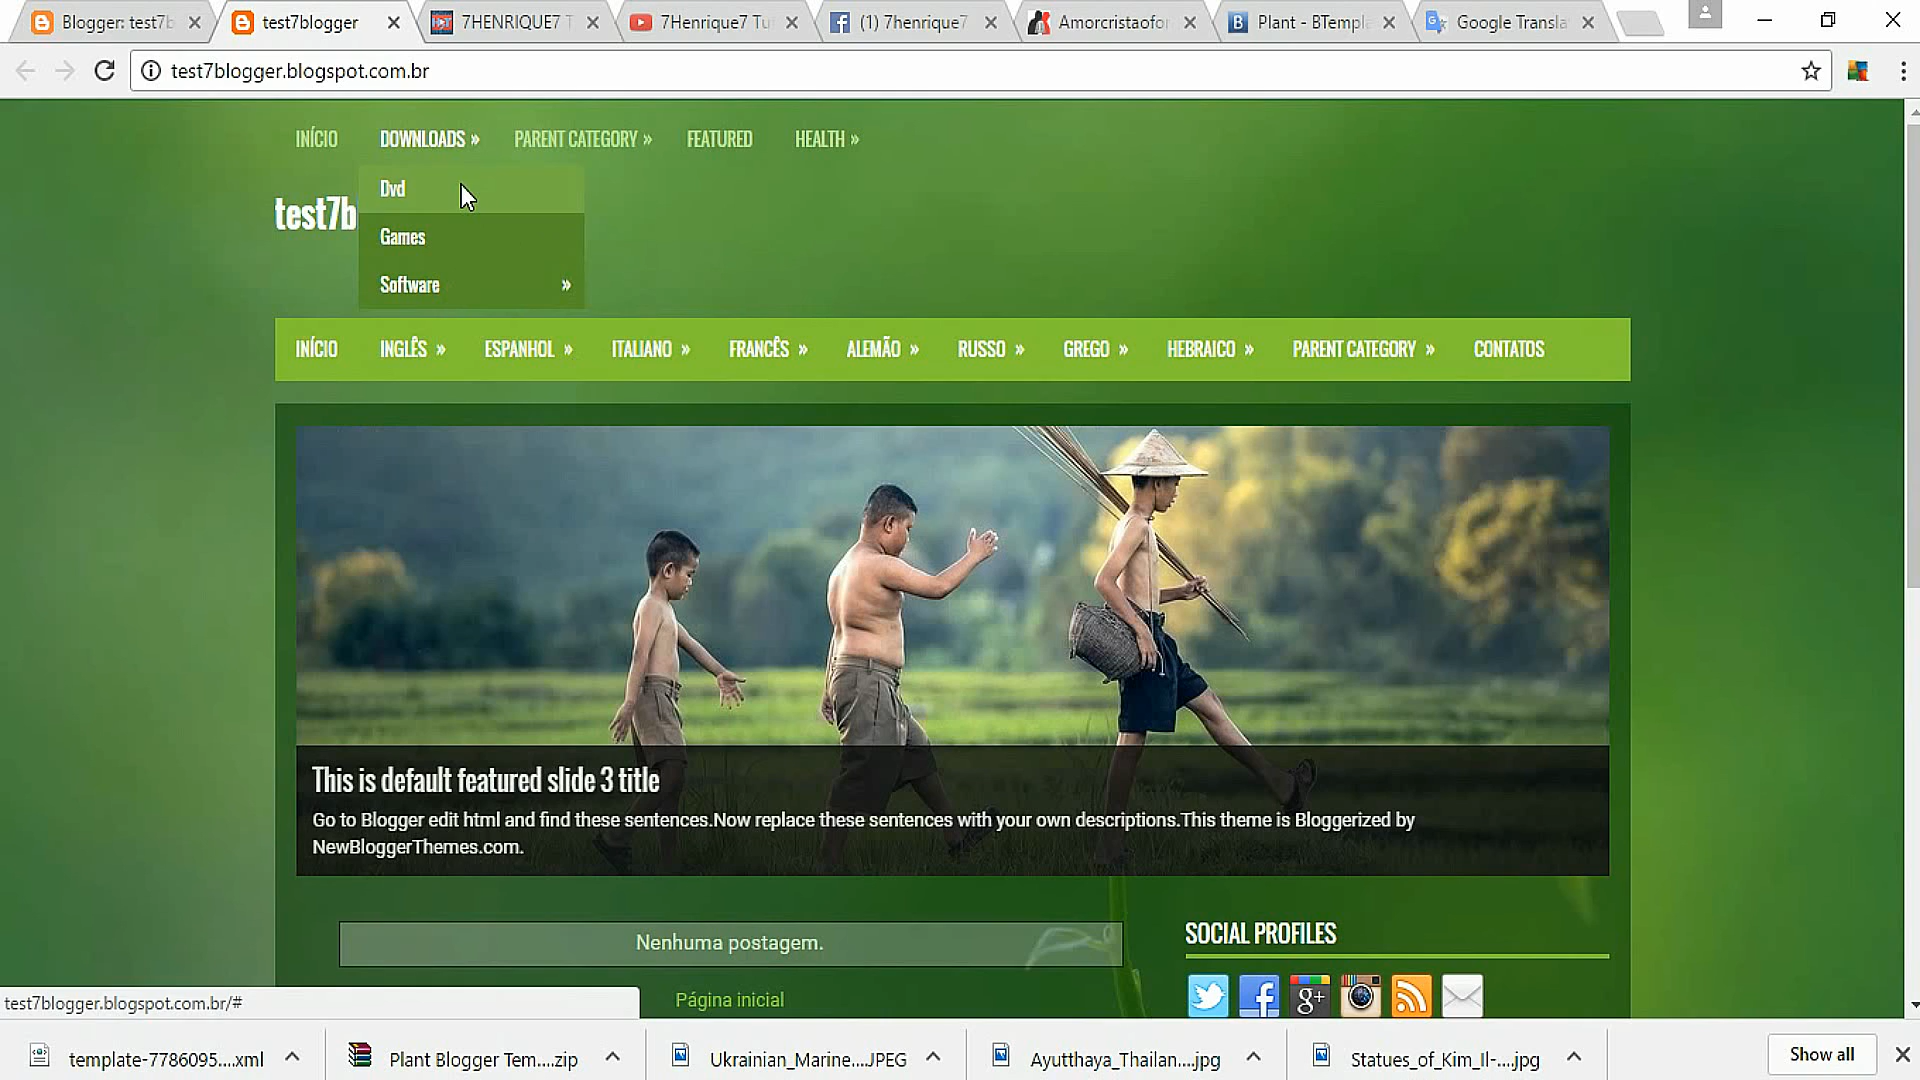 Blogger: test7b
test7blogger
7HENRIQUE7 T
7Henrique7 Tu
(1) 7henrique7
Amorcristaofor
Plant - BTempla
Google Transla
test7blogger.blogspot.com.br
INÍCIO DOWNLOADS » PARENT CATEGORY » FEATURED HEALTH »
Dvd
test7b
Games
Software »
INÍCIO INGLÊS » ESPANHOL » ITALIANO » FRANCÊS » ALEMÃO » RUSSO » GREGO » HEBRAICO » PARENT CATEGORY » CONTATOS
This is default featured slide 3 title
Go to Blogger edit html and find these sentences.Now replace these sentences with your own descriptions.This theme is Bloggerized by
NewBloggerThemes.com.
Nenhuma postagem.
Página inicial
SOCIAL PROFILES
test7blogger.blogspot.com.br/#
template-7786095....xml
Plant Blogger Tem....zip
Ukrainian_Marine....JPEG
Ayutthaya_Thailan....jpg
Statues_of_Kim_Il-....jpg
Show all